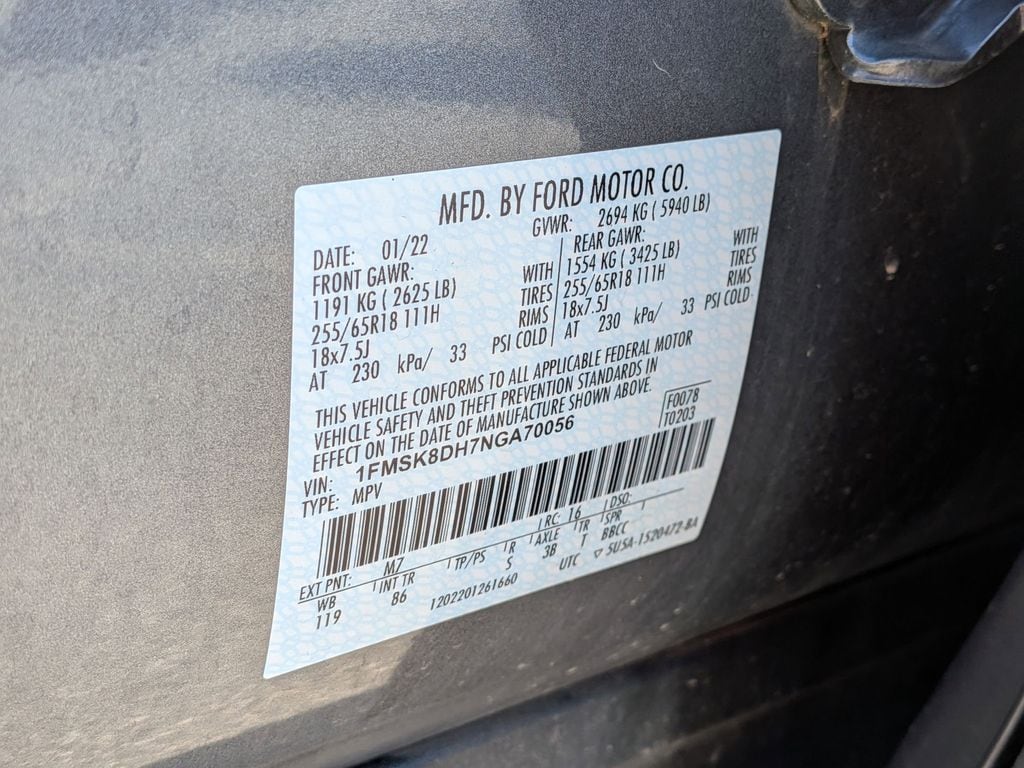 MFD. BY FORD MOTOR CO.
DATE: 01/22 GVWR: 2694 KG ( 5940 LB)
FRONT GAWR: REAR GAWR:
1191 KG ( 2625 LB) WITH 1554 KG ( 3425 LB) WITH
255/65R18 111H TIRES 255/65R18 111H TIRES
18x7.5J RIMS 18x7.5J RIMS
AT 230 kPa/ 33 PSI COLD AT 230 kPa/ 33 PSI COLD
THIS VEHICLE CONFORMS TO ALL APPLICABLE FEDERAL MOTOR
VEHICLE SAFETY AND THEFT PREVENTION STANDARDS IN
EFFECT ON THE DATE OF MANUFACTURE SHOWN ABOVE.
F0078
T0203
VIN: 1FMSK8DH7NGA70056
TYPE: MPV
EXT PNT: M7 RC: 16 DSO:
WB INT TR TP/PS R AXLE TR SPR
119 86 S 3B T BBCC
1202201261660 UTC ▽ 5U5A-1520472-BA